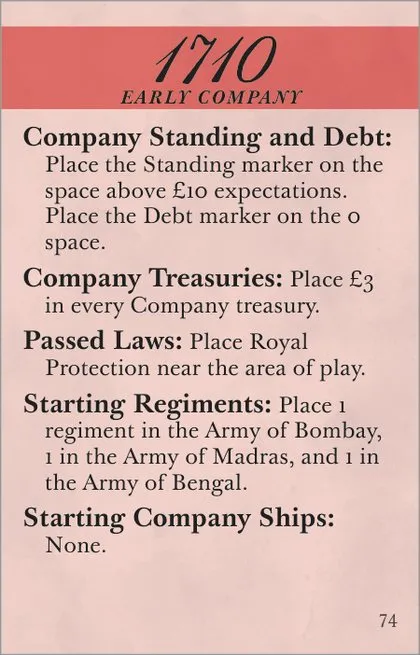 1710
EARLY COMPANY
Company Standing and Debt:
Place the Standing marker on the
space above £10 expectations.
Place the Debt marker on the 0
space.
Company Treasuries: Place £3
in every Company treasury.
Passed Laws: Place Royal
Protection near the area of play.
Starting Regiments: Place 1
regiment in the Army of Bombay,
1 in the Army of Madras, and 1 in
the Army of Bengal.
Starting Company Ships:
None.
74